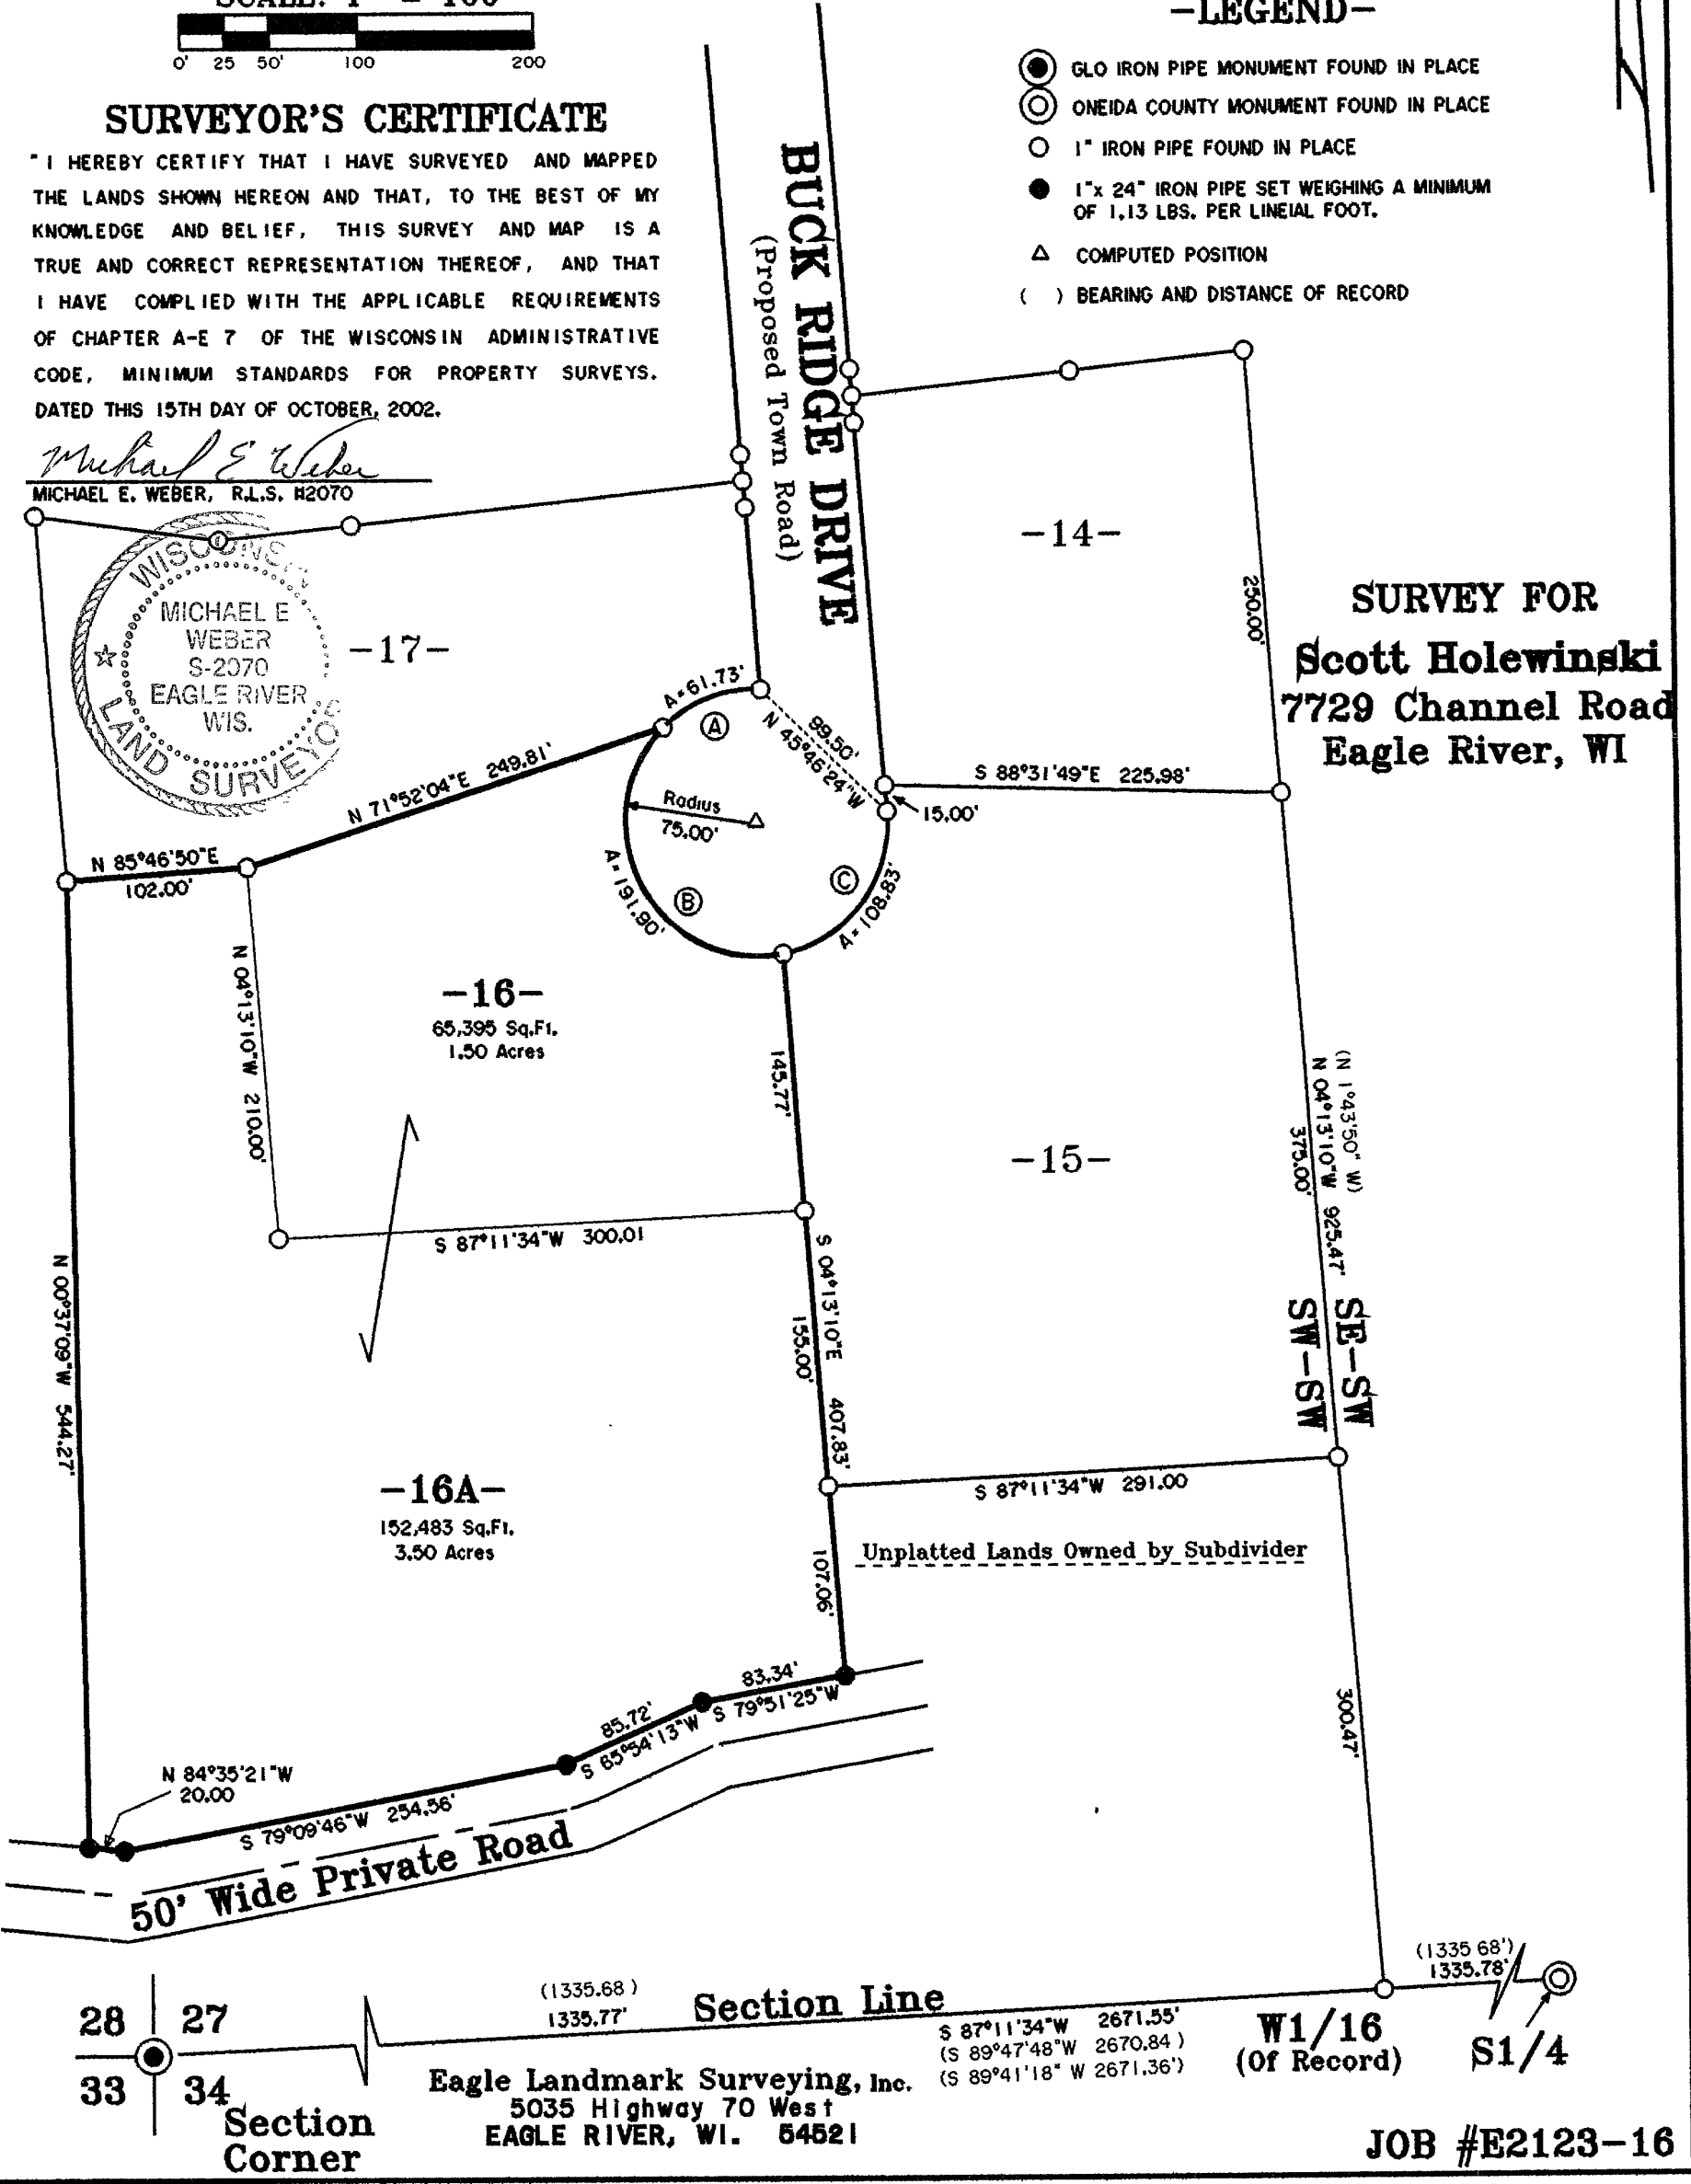 SCALE: 1" = 100'
0' 25 50' 100 200
SURVEYOR'S CERTIFICATE
"I HEREBY CERTIFY THAT I HAVE SURVEYED AND MAPPED
THE LANDS SHOWN HEREON AND THAT, TO THE BEST OF MY
KNOWLEDGE AND BELIEF, THIS SURVEY AND MAP IS A
TRUE AND CORRECT REPRESENTATION THEREOF, AND THAT
I HAVE COMPLIED WITH THE APPLICABLE REQUIREMENTS
OF CHAPTER A-E 7 OF THE WISCONSIN ADMINISTRATIVE
CODE, MINIMUM STANDARDS FOR PROPERTY SURVEYS.
DATED THIS 15TH DAY OF OCTOBER, 2002.
Michael E Weber
MICHAEL E. WEBER, R.L.S. #2070
WISCONSIN
MICHAEL E
WEBER
S-2070
EAGLE RIVER
WIS.
LAND SURVEYOR
-LEGEND-
GLO IRON PIPE MONUMENT FOUND IN PLACE
ONEIDA COUNTY MONUMENT FOUND IN PLACE
1" IRON PIPE FOUND IN PLACE
1"x 24" IRON PIPE SET WEIGHING A MINIMUM
OF 1.13 LBS. PER LINEIAL FOOT.
COMPUTED POSITION
( ) BEARING AND DISTANCE OF RECORD
BUCK RIDGE DRIVE
(Proposed Town Road)
-14-
250.00'
SURVEY FOR
Scott Holewinski
7729 Channel Road
Eagle River, WI
-17-
A=61.73'
A
99.50'
N 45°46'24"W
S 88°31'49"E 225.98'
15.00'
N 71°52'04"E 249.81'
Radius
75.00'
N 85°46'50"E
102.00'
A=191.90'
B
C
A=108.83'
N 04°13'10"W 210.00'
-16-
65,395 Sq.Ft.
1.50 Acres
145.77'
-15-
(N 1°43'50" W)
N 04°13'10"W 925.47'
375.00'
S 87°11'34"W 300.01
S 04°13'10"E 407.83'
155.00'
SE-SW
SW-SW
N 00°37'09"W 544.27'
-16A-
152,483 Sq.Ft.
3.50 Acres
S 87°11'34"W 291.00
Unplatted Lands Owned by Subdivider
107.06'
83.34'
S 79°51'25"W
85.72'
S 65°54'13"W
300.47'
N 84°35'21"W
20.00
S 79°09'46"W 254.56'
50' Wide Private Road
(1335.68')
1335.78'
(1335.68)
1335.77'
Section Line
S 87°11'34"W 2671.55'
(S 89°47'48"W 2670.84)
(S 89°41'18" W 2671.36')
W1/16
(Of Record)
S1/4
28 27
33 34
Section
Corner
Eagle Landmark Surveying, Inc.
5035 Highway 70 West
EAGLE RIVER, WI. 54521
JOB #E2123-16